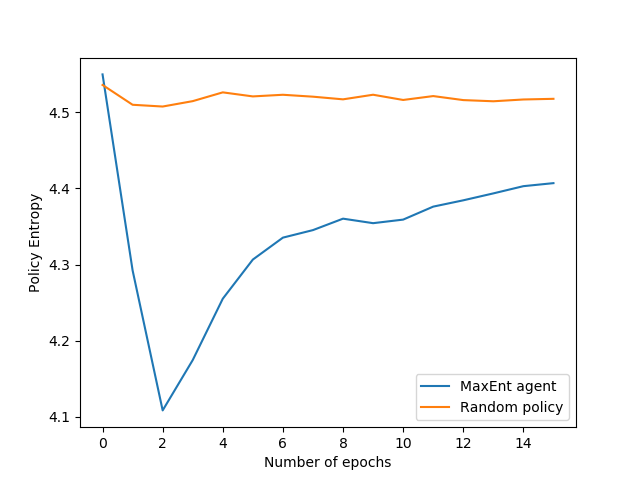 4.5
4.4
4.3
4.2
4.1
Policy Entropy
0 2 4 6 8 10 12 14
Number of epochs
MaxEnt agent
Random policy